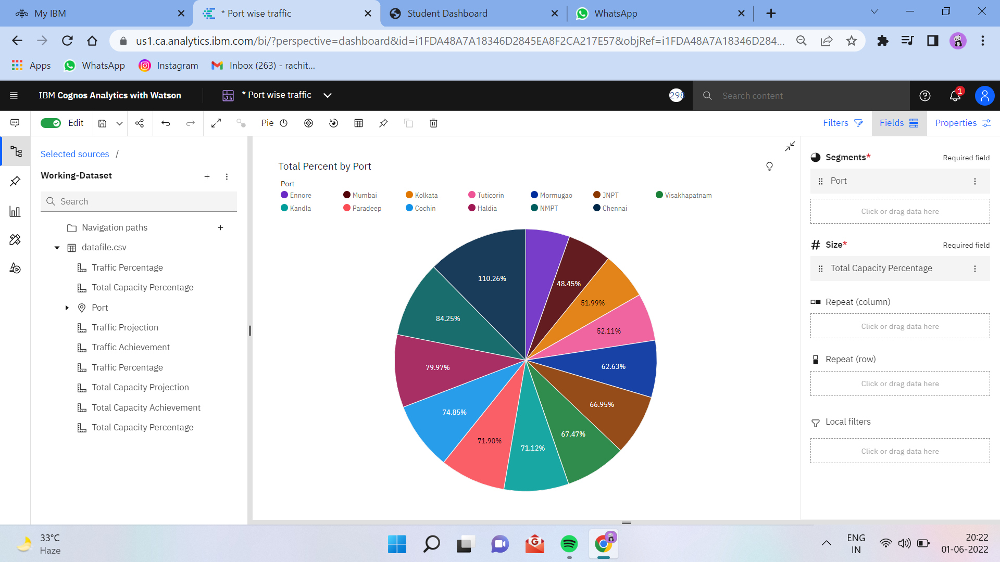 My IBM
* Port wise traffic
Student Dashboard
WhatsApp
us1.ca.analytics.ibm.com/bi/?perspective=dashboard&id=i1FDA48A7A18346D2845EA8F2CA217E57&objRef=i1FDA48A7A18346D284...
Apps
WhatsApp
Instagram
Inbox (263) - rachit...
IBM Cognos Analytics with Watson
* Port wise traffic
298
Search content
1
Edit
Pie
Filters
Fields
Properties
Selected sources /
Working-Dataset
Search
Navigation paths
datafile.csv
Traffic Percentage
Total Capacity Percentage
Port
Traffic Projection
Traffic Achievement
Traffic Percentage
Total Capacity Projection
Total Capacity Achievement
Total Capacity Percentage
Total Percent by Port
Port
Ennore
Mumbai
Kolkata
Tuticorin
Mormugao
JNPT
Visakhapatnam
Kandla
Paradeep
Cochin
Haldia
NMPT
Chennai
110.26%
48.45%
51.99%
84.25%
52.11%
79.97%
62.63%
66.95%
74.85%
67.47%
71.90%
71.12%
Segments*
Required field
Port
Click or drag data here
Size*
Required field
Total Capacity Percentage
Repeat (column)
Click or drag data here
Repeat (row)
Click or drag data here
Local filters
Click or drag data here
33°C
Haze
ENG
IN
20:22
01-06-2022